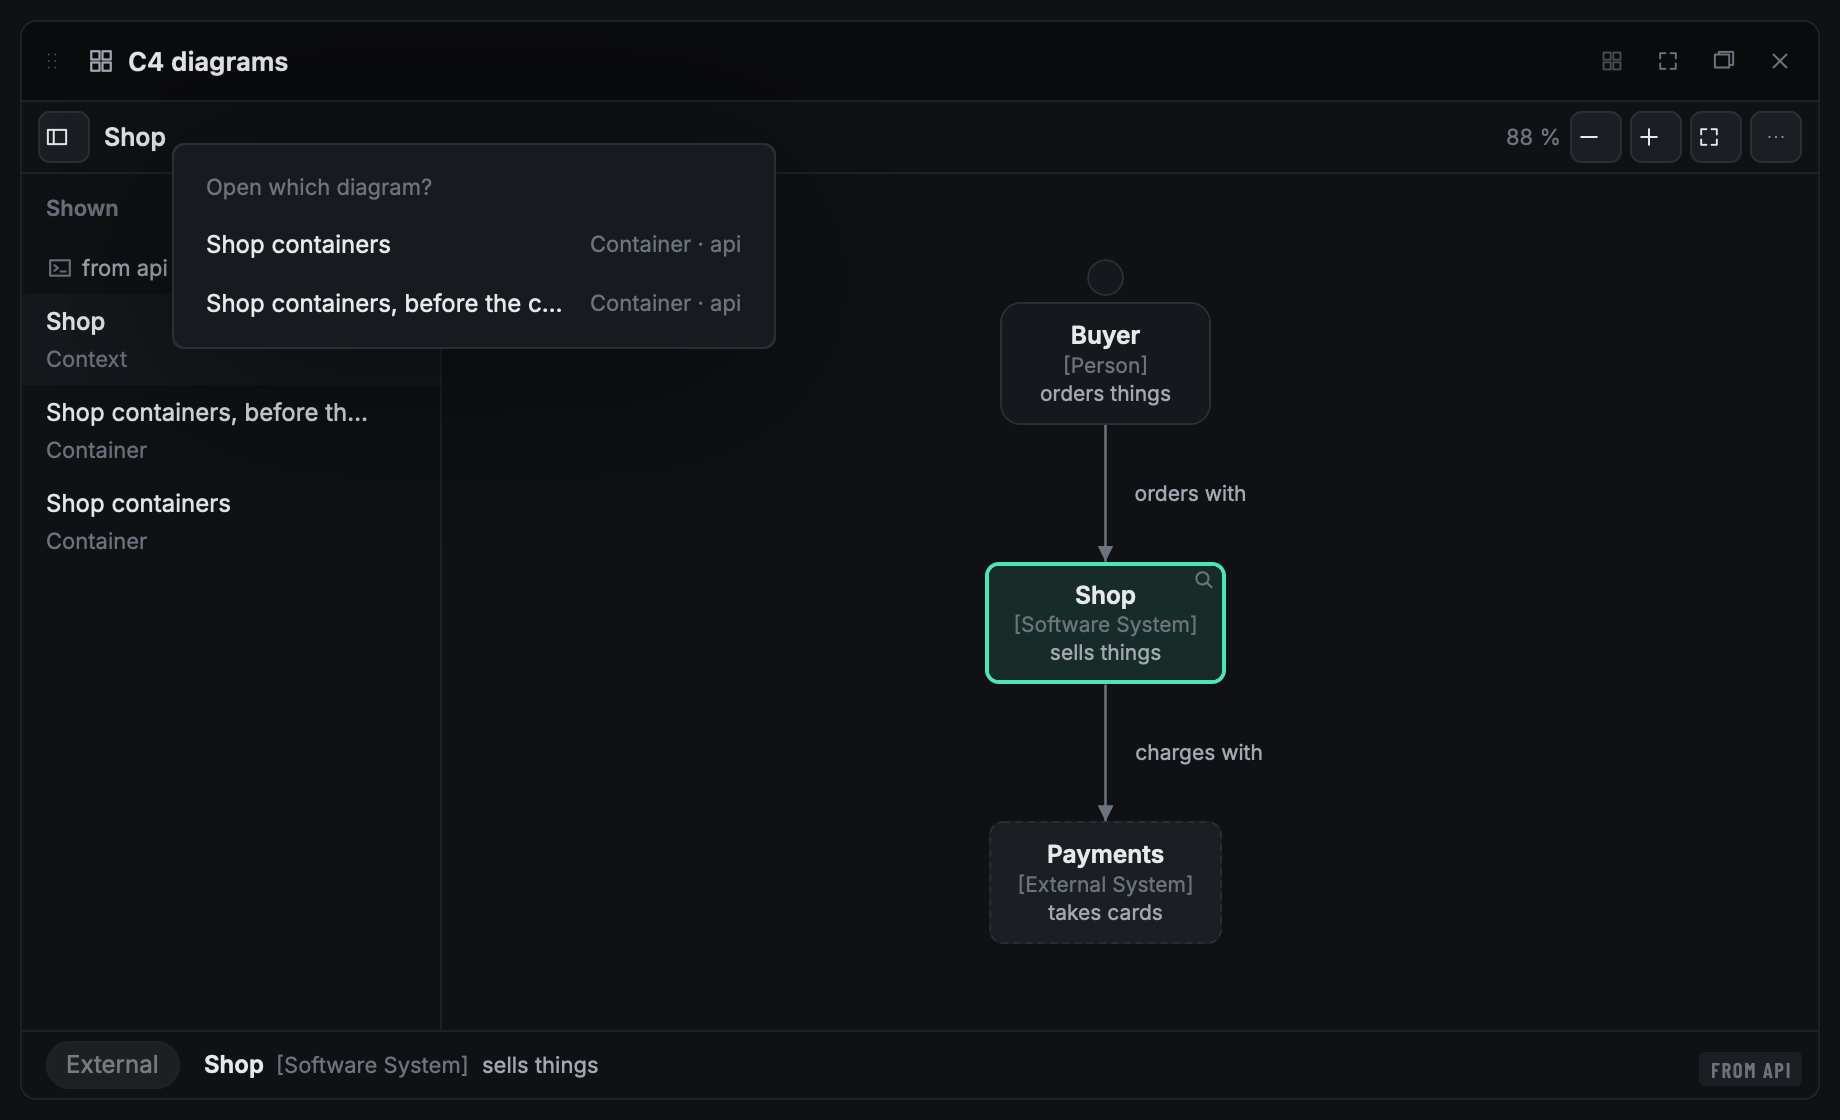 C4 diagrams
Shop
88 %
Open which diagram?
Shop containers
Container · api
Shop containers, before the c...
Container · api
Shown
from api
Shop
Context
Shop containers, before th...
Container
Shop containers
Container
Buyer
[Person]
orders things
orders with
Shop
[Software System]
sells things
charges with
Payments
[External System]
takes cards
External
Shop [Software System] sells things
FROM API